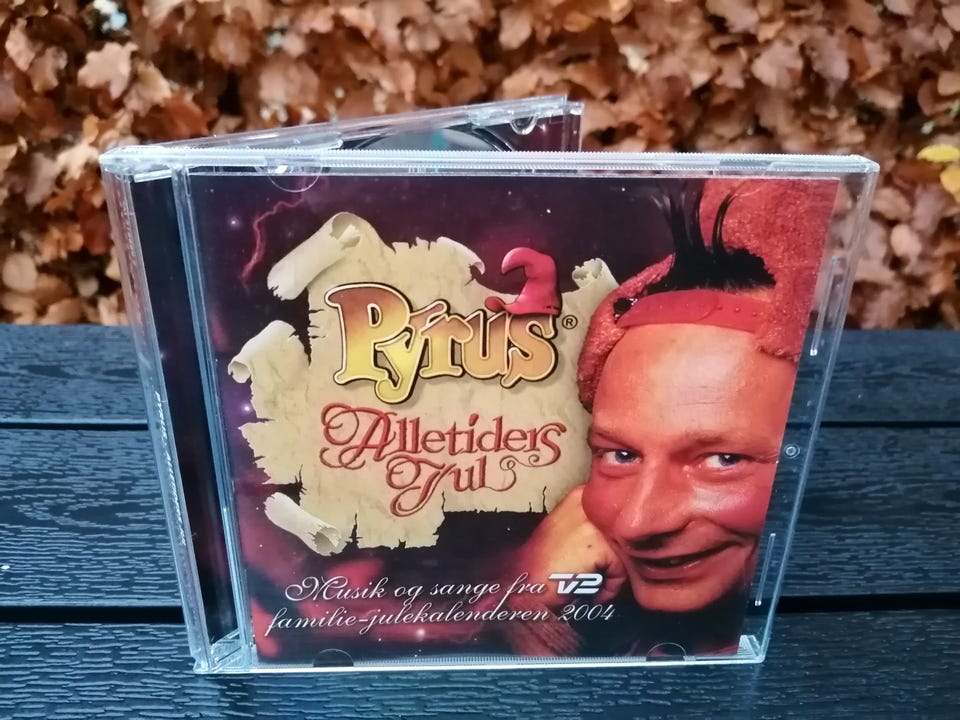 Pyrus®
Alletiders
Jul
Musik og sange fra TV2
familie-julekalenderen 2004